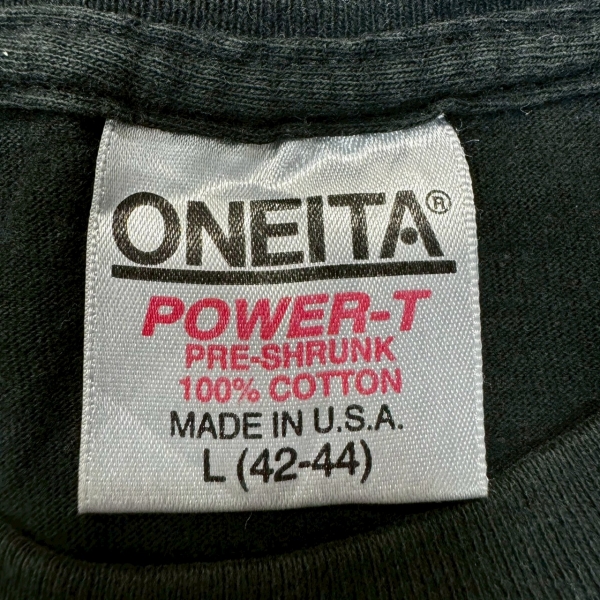 ONEITA®
POWER-T
PRE-SHRUNK
100% COTTON
MADE IN U.S.A.
L (42-44)